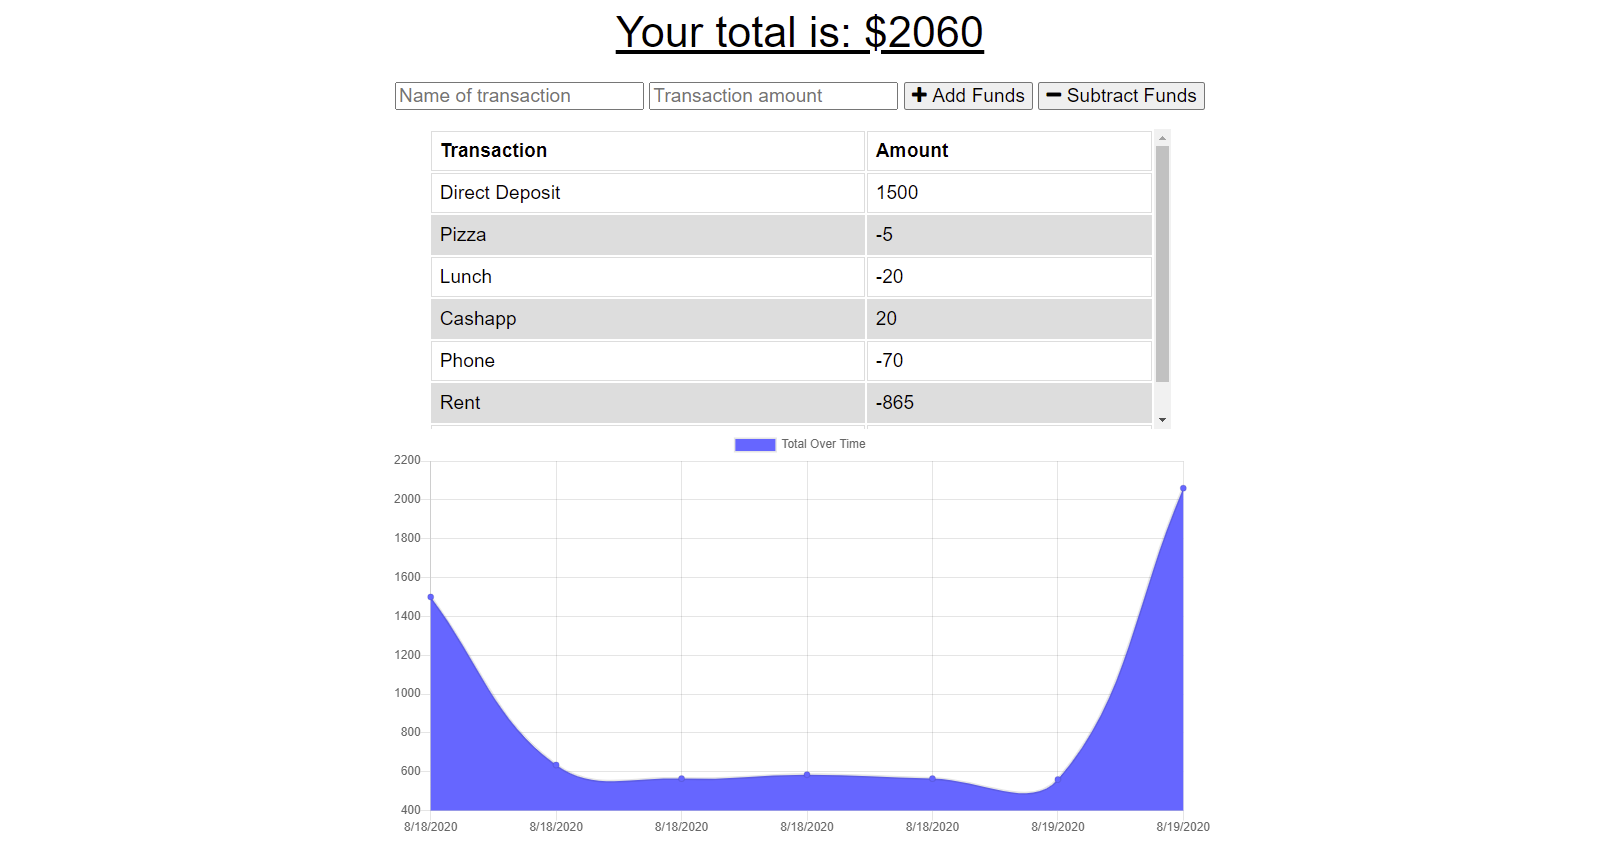 Your total is: $2060
Name of transaction Transaction amount + Add Funds − Subtract Funds
Transaction Amount
Direct Deposit 1500
Pizza -5
Lunch -20
Cashapp 20
Phone -70
Rent -865
Total Over Time
2200
2000
1800
1600
1400
1200
1000
800
600
400
8/18/2020 8/18/2020 8/18/2020 8/18/2020 8/18/2020 8/19/2020 8/19/2020